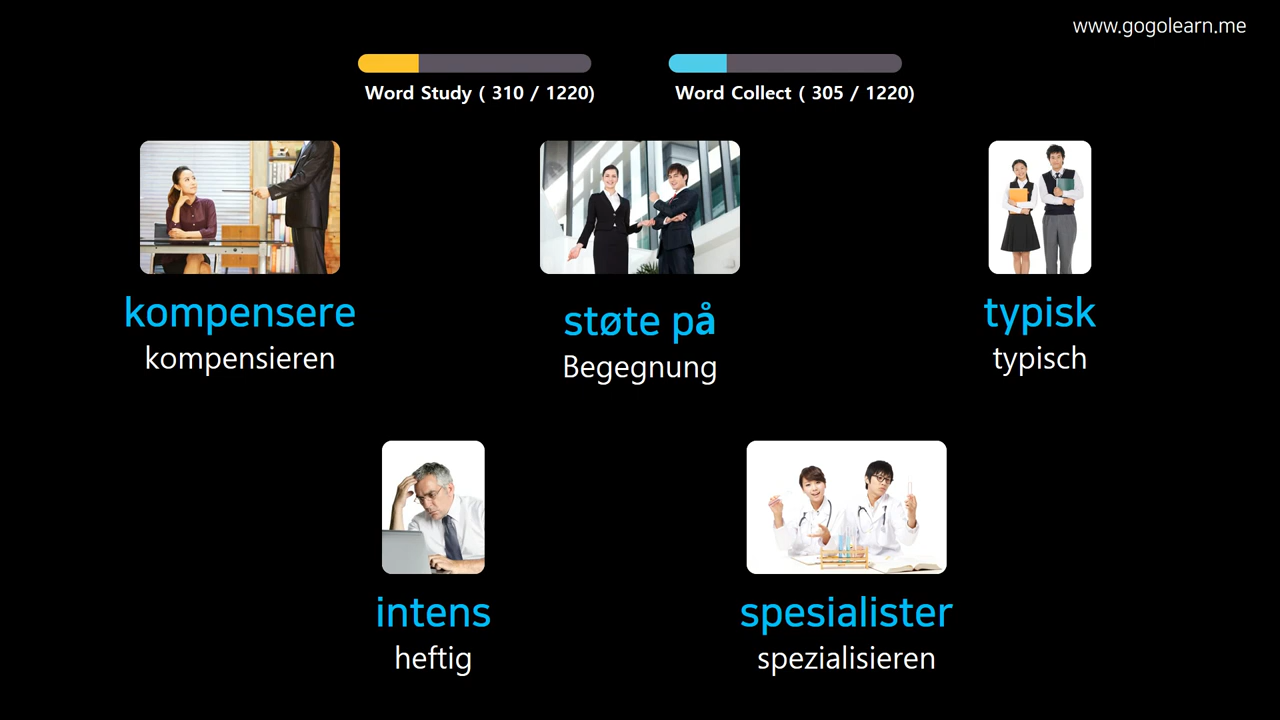 www.gogolearn.me
Word Study ( 310 / 1220)
Word Collect ( 305 / 1220)
kompensere
kompensieren
støte på
Begegnung
typisk
typisch
intens
heftig
spesialister
spezialisieren